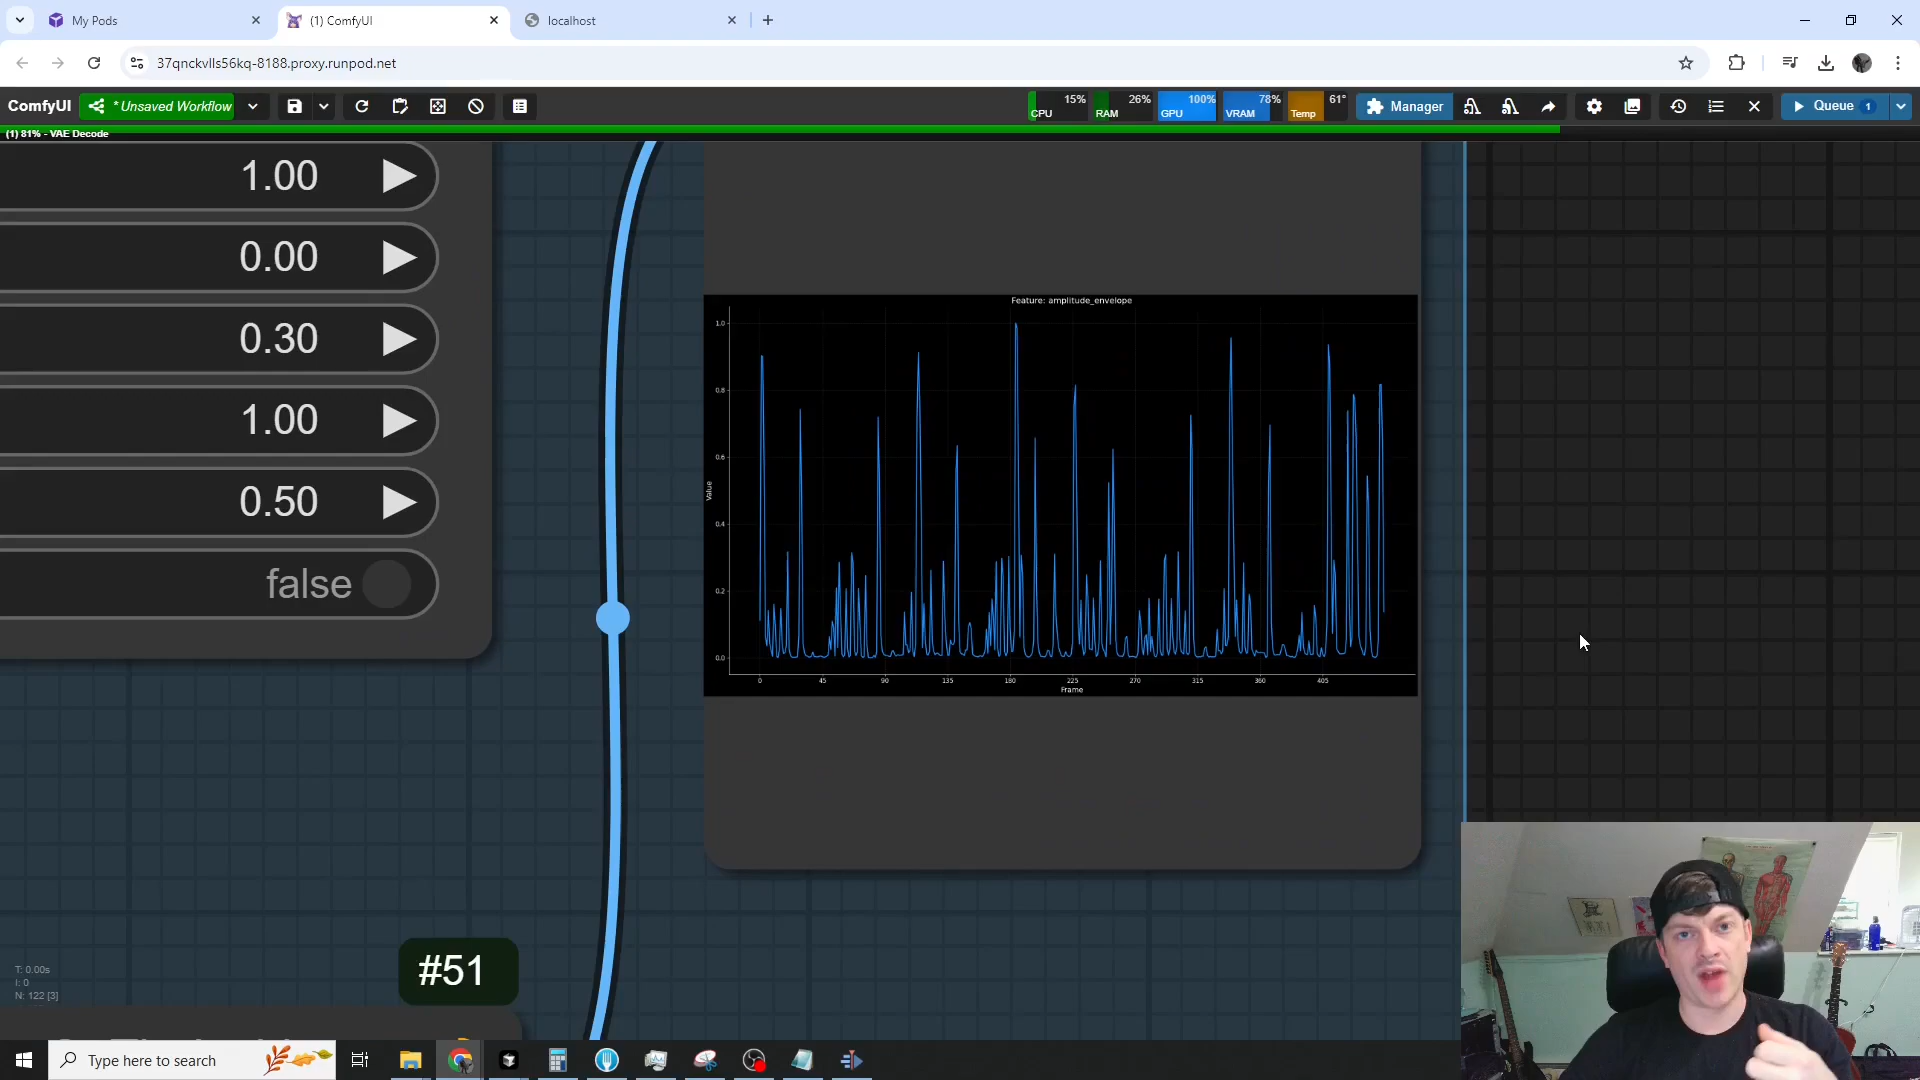 My Pods
(1) ComfyUI
localhost
37qnckvlls56kq-8188.proxy.runpod.net
ComfyUI
*Unsaved Workflow
CPU 15%
RAM 26%
GPU 100%
VRAM 78%
Temp 61°
Manager
Queue 1
(1) 81% - VAE Decode
1.00
0.00
0.30
1.00
0.50
false
Feature: amplitude_envelope
1.0
0.8
0.6
0.4
0.2
0.0
Value
0 45 90 135 180 225 270 315 360 405
Frame
#51
T: 0.00s
I: 0
N: 122 [3]
Type here to search